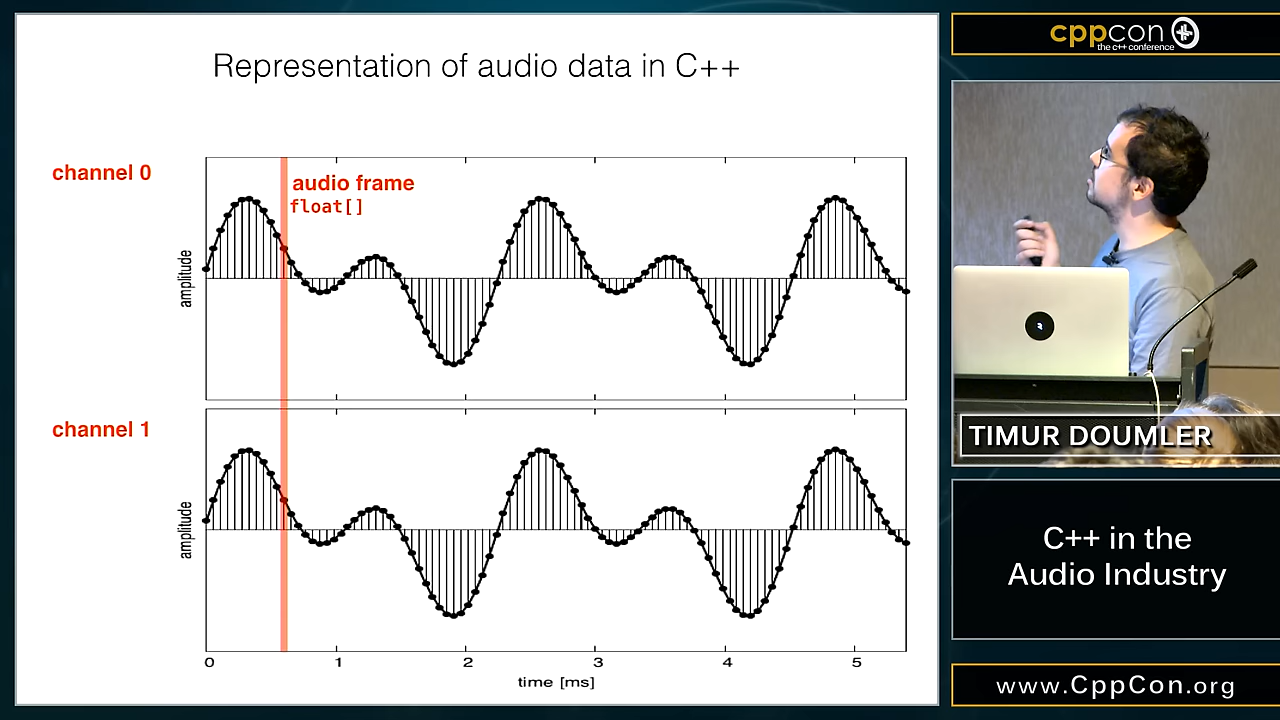 Representation of audio data in C++
channel 0
audio frame
float[]
amplitude
channel 1
amplitude
0 1 2 3 4 5
time [ms]
cppcon
the c++ conference
TIMUR DOUMLER
C++ in the
Audio Industry
www.CppCon.org